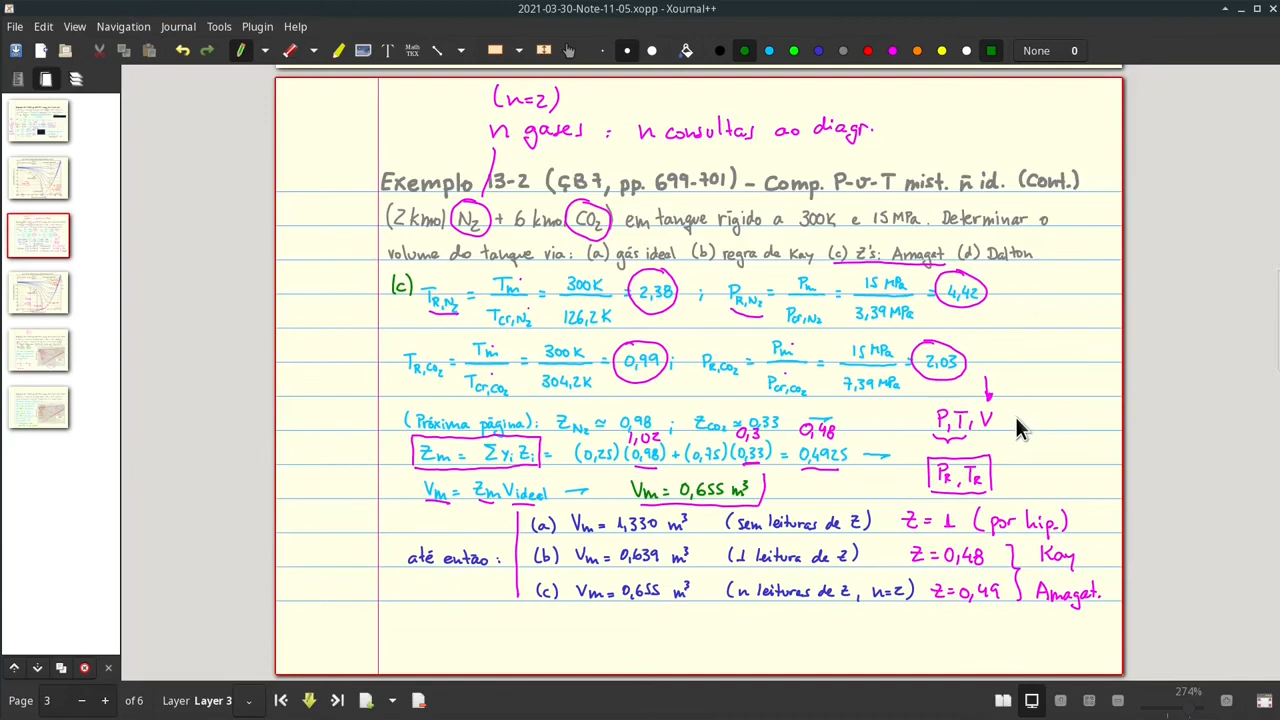 2021-03-30-Note-11-05.xopp - Xournal++
File Edit View Navigation Journal Tools Plugin Help
Math TEX
T
None 0
(n=2)
n gases : n consultas ao diagr.
Exemplo 13-2 (ÇB7, pp. 699-701) - Comp. P-v-T mist. ñ id. (Cont.)
(2 kmol) N2 + 6 kmol CO2 em tanque rígido a 300K e 15 MPa. Determinar o
volume do tanque via: (a) gás ideal (b) regra de Kay (c) Z's: Amagat (d) Dalton
(c) TR,N2 = Tm / Tcr,N2 = 300K / 126,2K = 2,38 ; PR,N2 = Pm / Pcr,N2 = 15 MPa / 3,39 MPa = 4,42
TR,CO2 = Tm / Tcr,CO2 = 300K / 304,2K = 0,99 ; PR,CO2 = Pm / Pcr,CO2 = 15 MPa / 7,39 MPa = 2,03
(Próxima página): ZN2 ≃ 0,98 ; ZCO2 ≃ 0,33
P, T, V
1,02 0,3 0,48
Zm = Σ yi Zi = (0,25)(0,98) + (0,75)(0,33) = 0,4925 →
PR, TR
Vm = Zm Videal → Vm = 0,655 m³
até então :
(a) Vm = 1,330 m³ (sem leituras de Z) Z = 1 (por hip.)
(b) Vm = 0,639 m³ (1 leitura de Z) Z = 0,48 Kay
(c) Vm = 0,655 m³ (n leituras de Z, n=2) Z = 0,49 Amagat.
Page 3 of 6 Layer Layer 3
274%